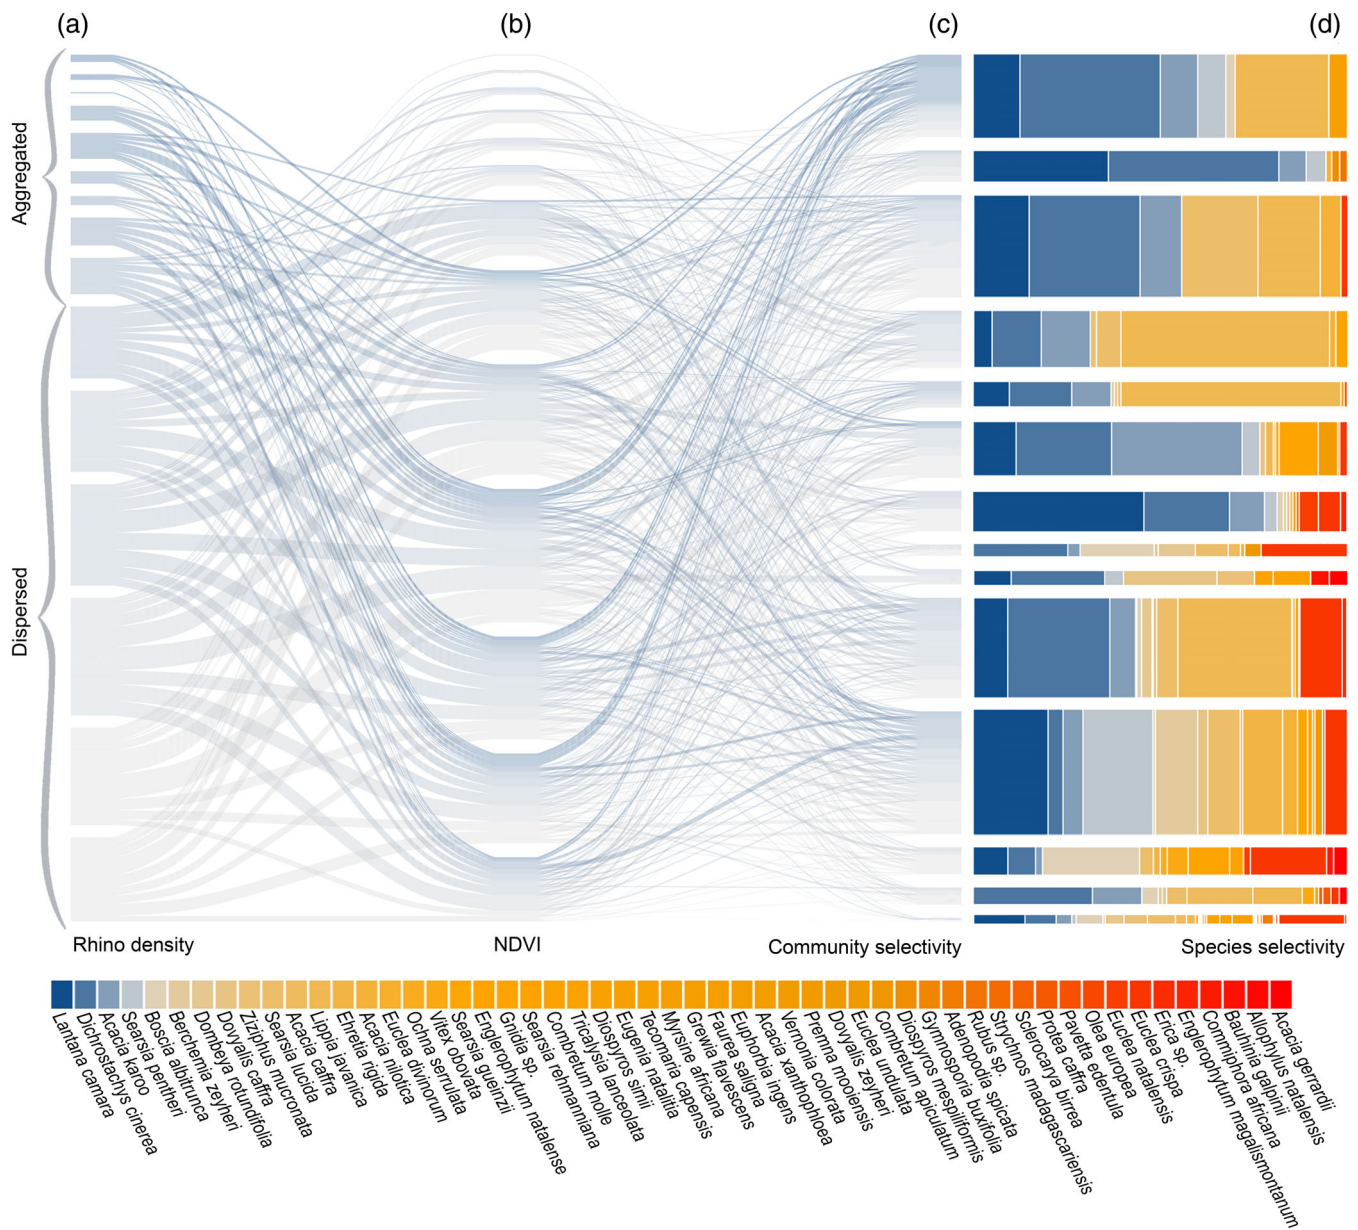 (a)
(b)
(c)
(d)
Aggregated
Dispersed
Rhino density
NDVI
Community selectivity
Species selectivity
Lantana camara
Dichrostachys cinerea
Acacia karoo
Searsia pentheri
Boscia albitrunca
Berchemia zeyheri
Dombeya rotundifolia
Dovyalis caffra
Ziziphus mucronata
Searsia lucida
Acacia caffra
Lippia javanica
Ehretia rigida
Acacia nilotica
Euclea divinorum
Ochna serrulata
Vitex obovata
Searsia gueinzii
Englerophytum natalense
Gnidia sp.
Searsia rehmanniana
Combretum molle
Tricalysia lanceolata
Diospyros simii
Eugenia natalitia
Tecomaria capensis
Myrsine africana
Grewia flavescens
Faurea saligna
Euphorbia ingens
Acacia xanthophloea
Vernonia colorata
Premna mooiensis
Dovyalis zeyheri
Euclea undulata
Combretum apiculatum
Diospyros mespiliformis
Gymnosporia buxifolia
Adenopodia spicata
Rubus sp.
Strychnos madagascariensis
Sclerocarya birrea
Protea caffra
Pavetta edentula
Olea europea
Euclea natalensis
Euclea crispa
Erica sp.
Englerophytum magalismontanum
Commiphora africana
Bauhinia galpinii
Allophylus natalensis
Acacia gerrardii